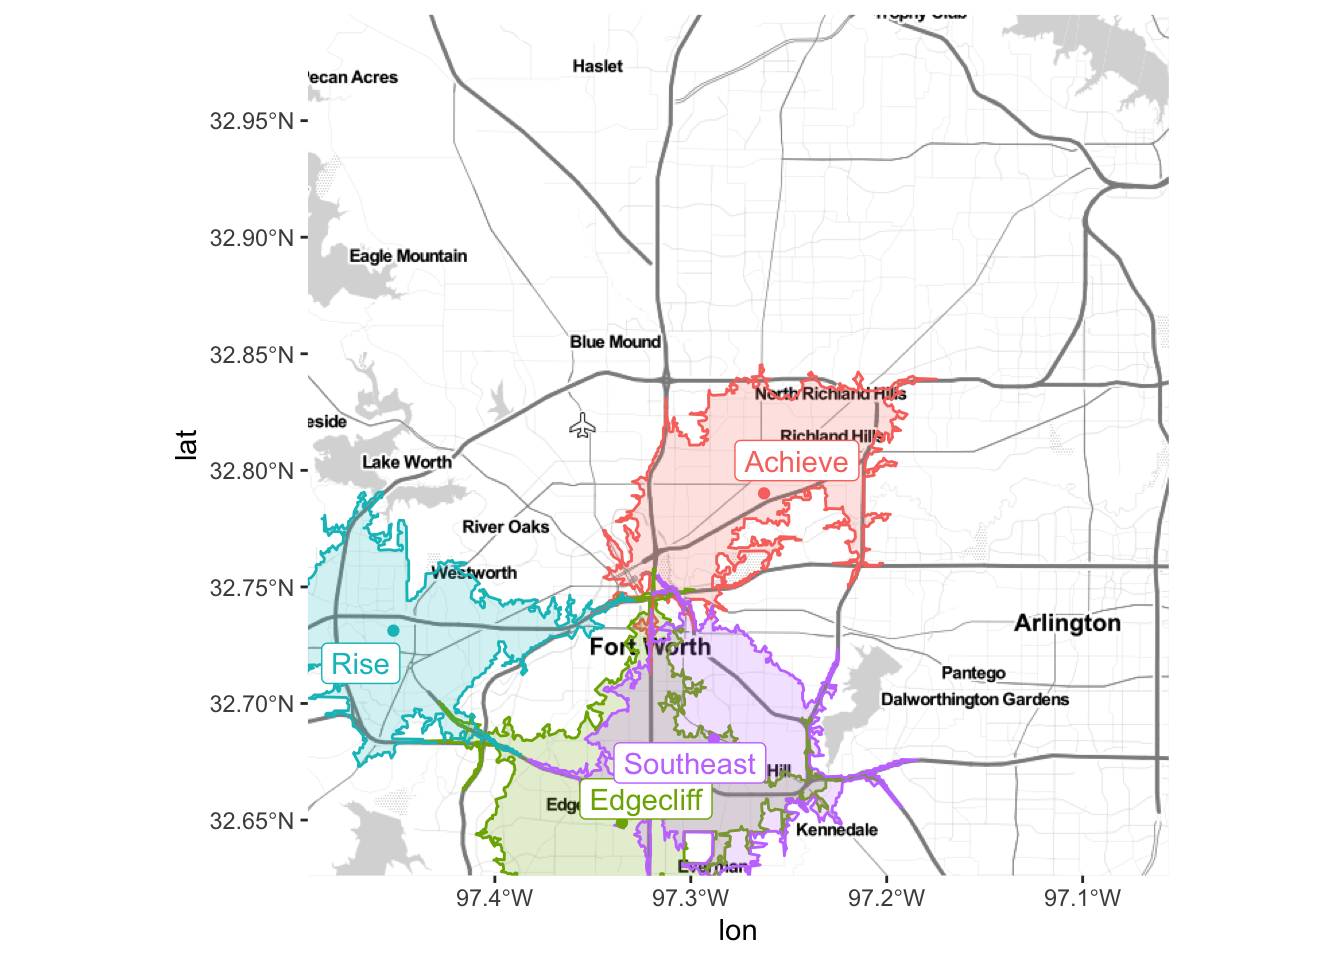 Trophy Club
Haslet
Pecan Acres
32.95°N
32.90°N
Eagle Mountain
Blue Mound
32.85°N
North Richland Hills
eside
Richland Hills
Achieve
Lake Worth
32.80°N
lat
River Oaks
Westworth
32.75°N
Arlington
Fort Worth
Rise
Pantego
32.70°N
Dalworthington Gardens
Southeast
Hill
Edgecliff
Edge
32.65°N
Kennedale
Everman
97.4°W
97.3°W
97.2°W
97.1°W
lon